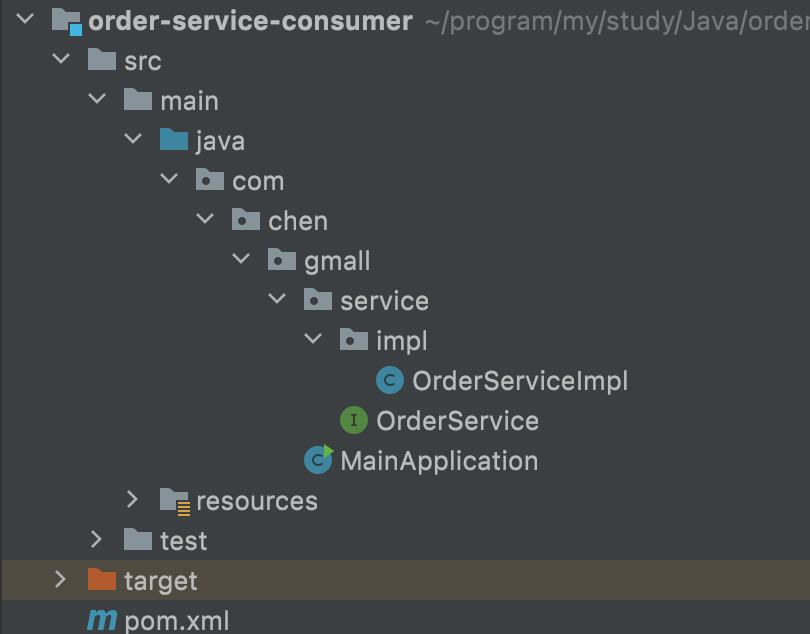 order-service-consumer ~/program/my/study/Java/order
src
main
java
com
chen
gmall
service
impl
C OrderServiceImpl
I OrderService
C MainApplication
resources
test
target
m pom.xml